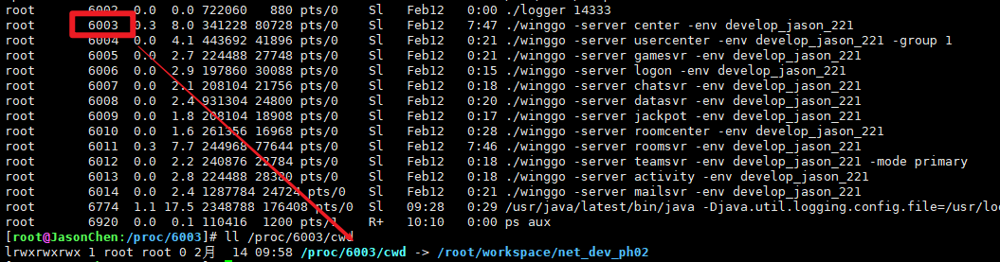 root 6002 0.0 0.0 722060 880 pts/0 Sl Feb12 0:00 ./logger 14333
root 6003 0.3 8.0 341228 80728 pts/0 Sl Feb12 7:47 ./winggo -server center -env develop_jason_221
root 6004 0.0 4.1 443692 41896 pts/0 Sl Feb12 0:21 ./winggo -server usercenter -env develop_jason_221 -group 1
root 6005 0.0 2.7 224488 27748 pts/0 Sl Feb12 0:21 ./winggo -server gamesvr -env develop_jason_221
root 6006 0.0 2.9 197860 30088 pts/0 Sl Feb12 0:15 ./winggo -server logon -env develop_jason_221
root 6007 0.0 2.1 208104 21756 pts/0 Sl Feb12 0:18 ./winggo -server chatsvr -env develop_jason_221
root 6008 0.0 2.4 931304 24800 pts/0 Sl Feb12 0:20 ./winggo -server datasvr -env develop_jason_221
root 6009 0.0 1.8 208104 18908 pts/0 Sl Feb12 0:17 ./winggo -server jackpot -env develop_jason_221
root 6010 0.0 1.6 261356 16968 pts/0 Sl Feb12 0:28 ./winggo -server roomcenter -env develop_jason_221
root 6011 0.3 7.7 244968 77644 pts/0 Sl Feb12 7:46 ./winggo -server roomsvr -env develop_jason_221
root 6012 0.0 2.2 240876 22784 pts/0 Sl Feb12 0:18 ./winggo -server teamsvr -env develop_jason_221 -mode primary
root 6013 0.0 2.8 224488 28380 pts/0 Sl Feb12 0:18 ./winggo -server activity -env develop_jason_221
root 6014 0.0 2.4 1287784 24724 pts/0 Sl Feb12 0:18 ./winggo -server mailsvr -env develop_jason_221
root 6774 1.1 17.5 2348788 176408 pts/0 Sl 09:28 0:29 /usr/java/latest/bin/java -Djava.util.logging.config.file=/usr/loc
root 6920 0.0 0.1 110416 1200 pts/1 R+ 10:10 0:00 ps aux
[root@JasonChen:/proc/6003]# ll /proc/6003/cwd
lrwxrwxrwx 1 root root 0 2月 14 09:58 /proc/6003/cwd -> /root/workspace/net_dev_ph02